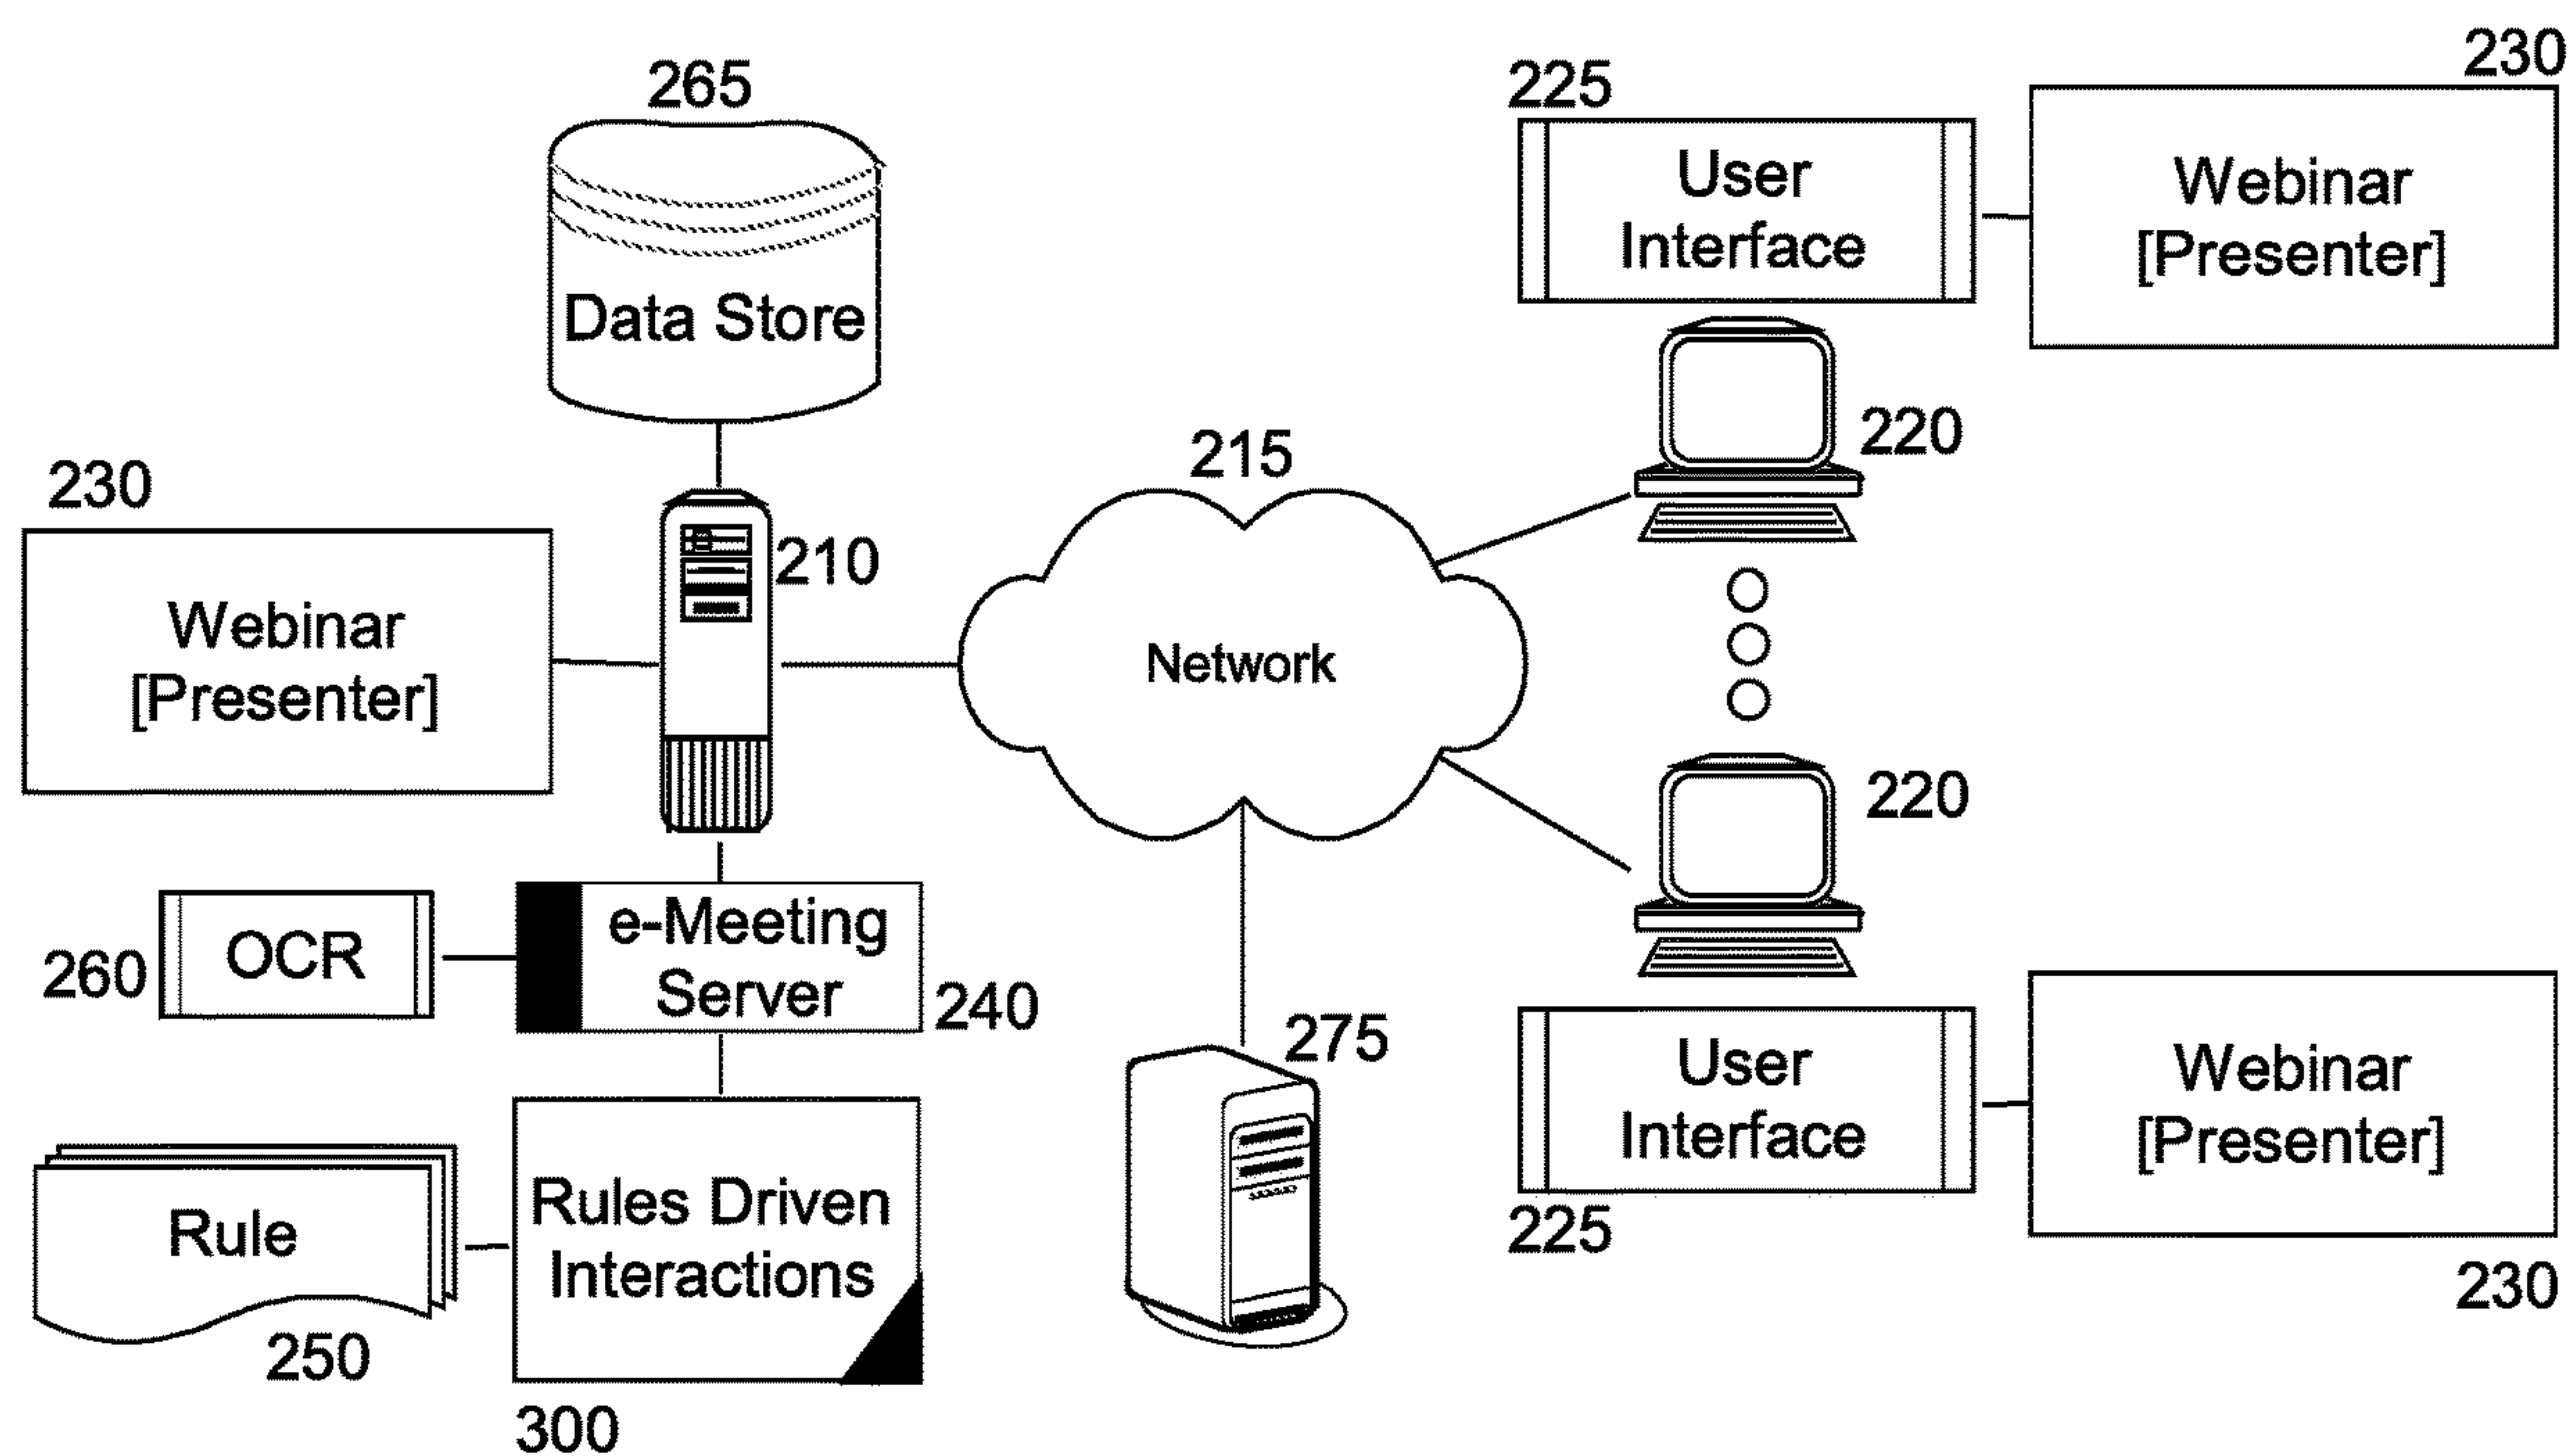 265
Data Store
225
User
Interface
230
Webinar
[Presenter]
220
230
Webinar
[Presenter]
210
215
Network
220
260
OCR
e-Meeting
Server
240
275
User
Interface
225
Webinar
[Presenter]
230
Rule
250
Rules Driven
Interactions
300